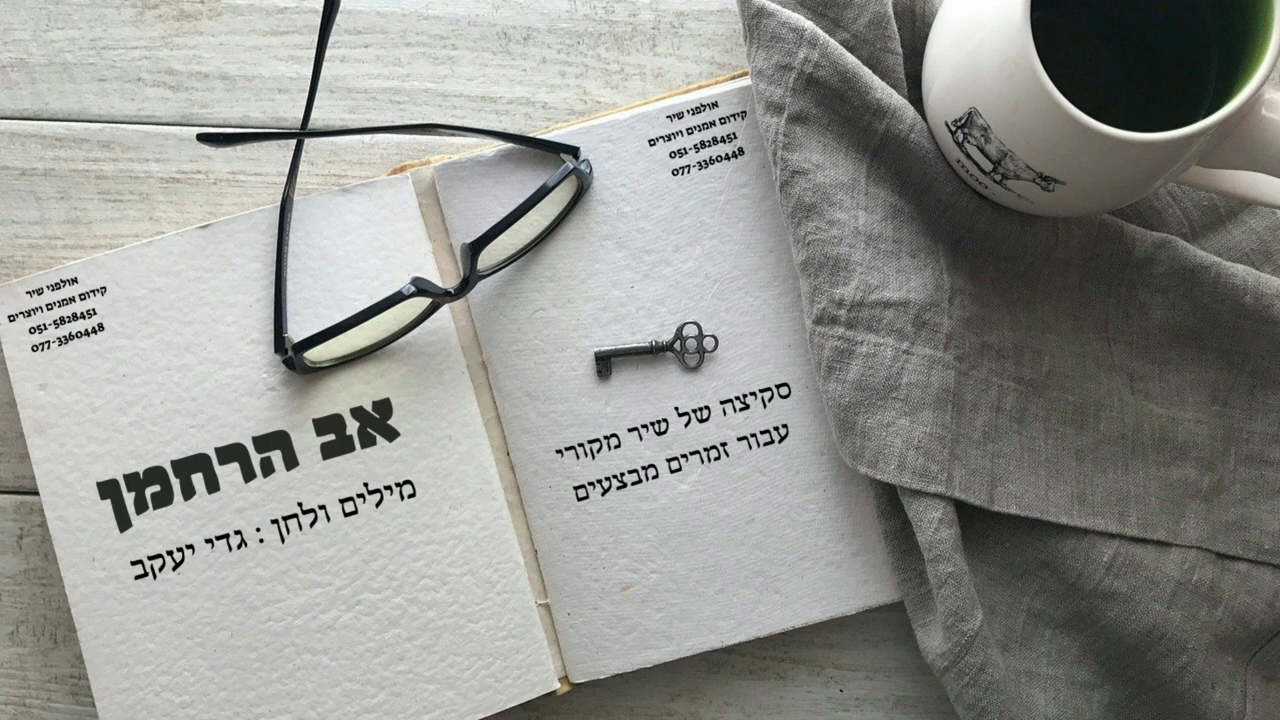 אולפני שיר
קידום אמנים ויוצרים
051-5828451
077-3360448
סקיצה של שיר מקורי
עבור זמרים מבצעים
אולפני שיר
קידום אמנים ויוצרים
051-5828451
077-3360448
אב הרחמן
מילים ולחן : גדי יעקב
moo